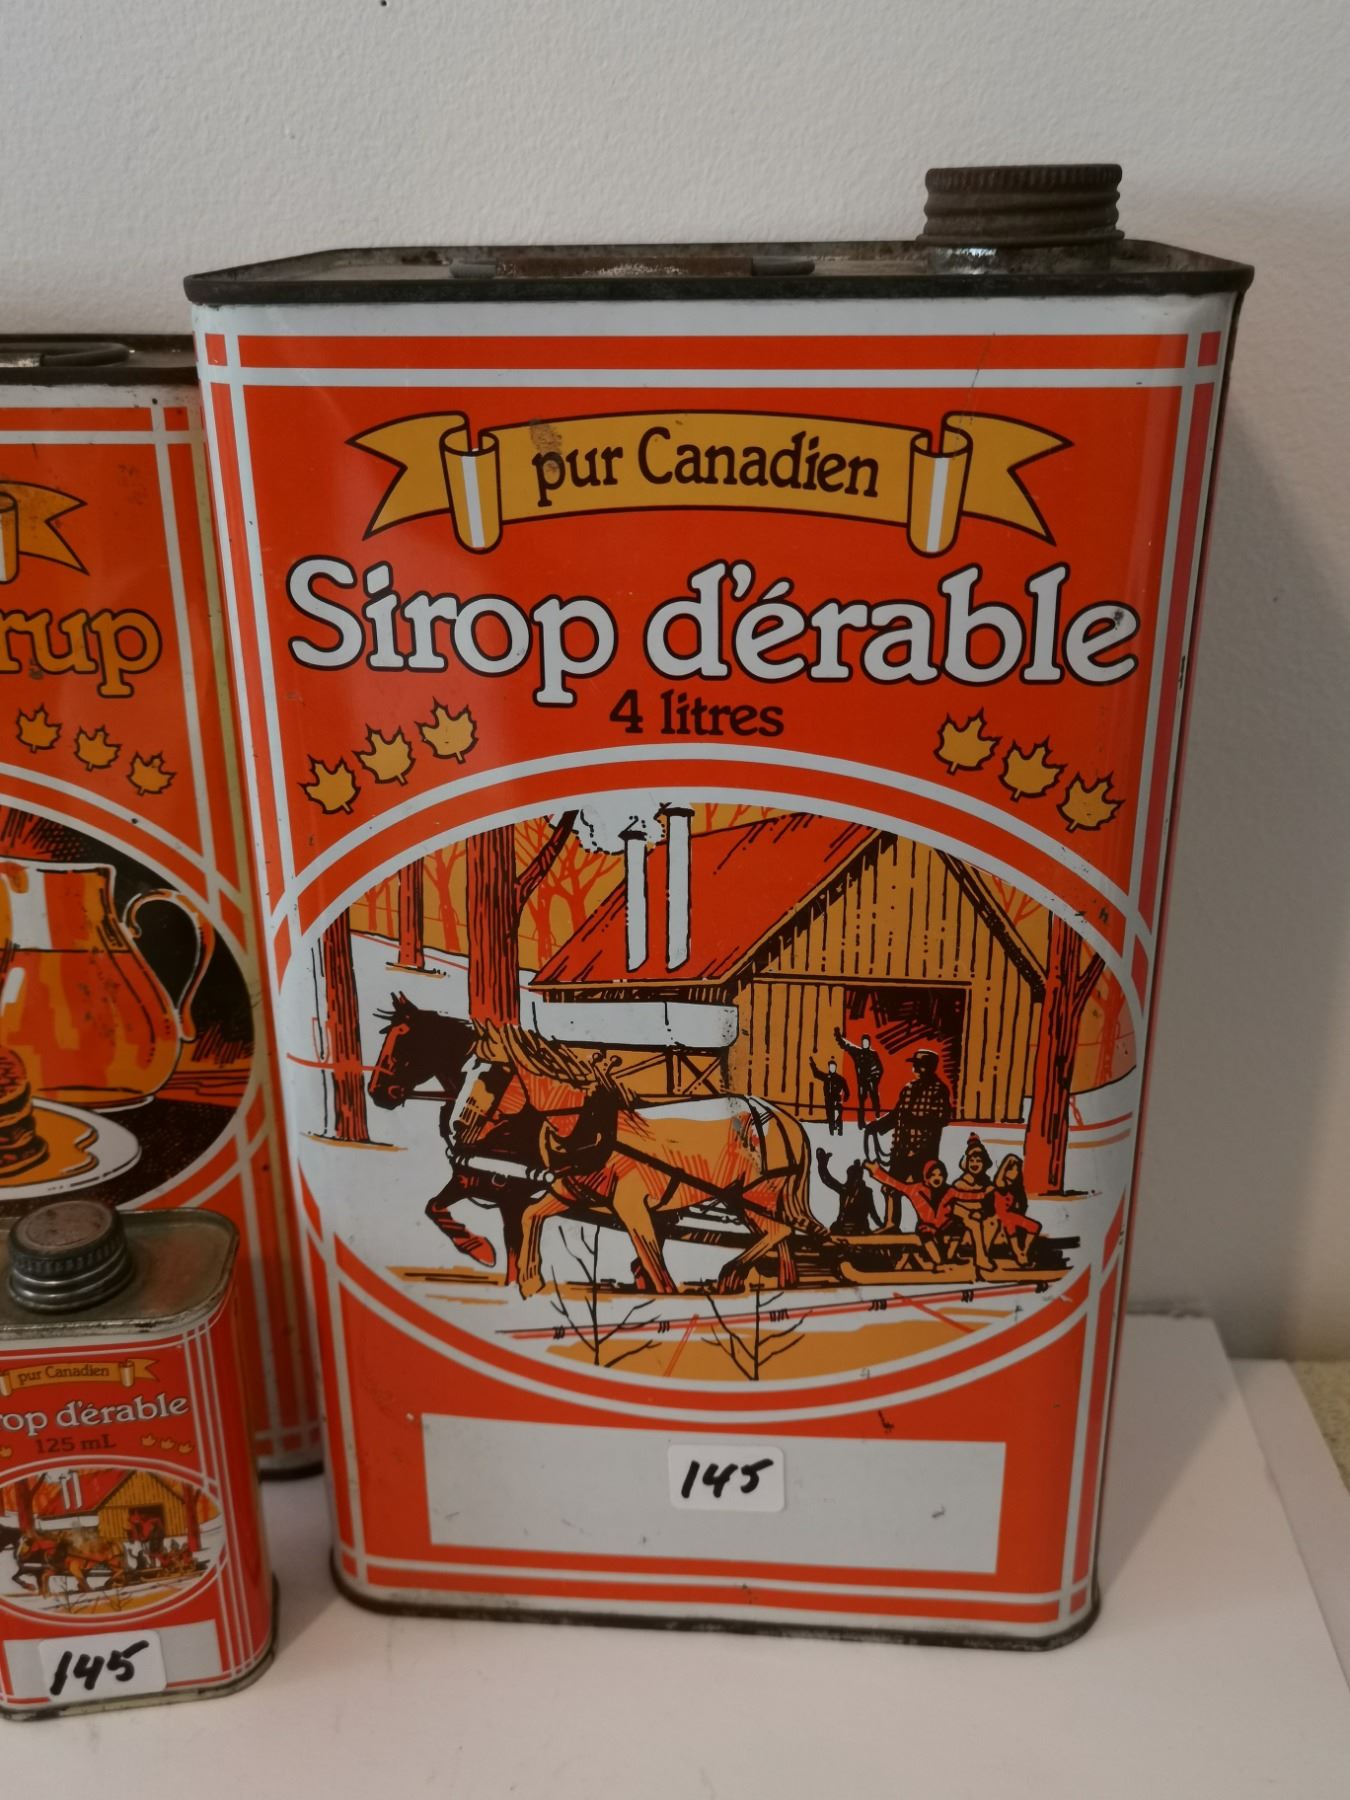 pur Canadien
Sirop d'érable
4 litres
145
rup
pur Canadien
rop d'érable
125 mL
145